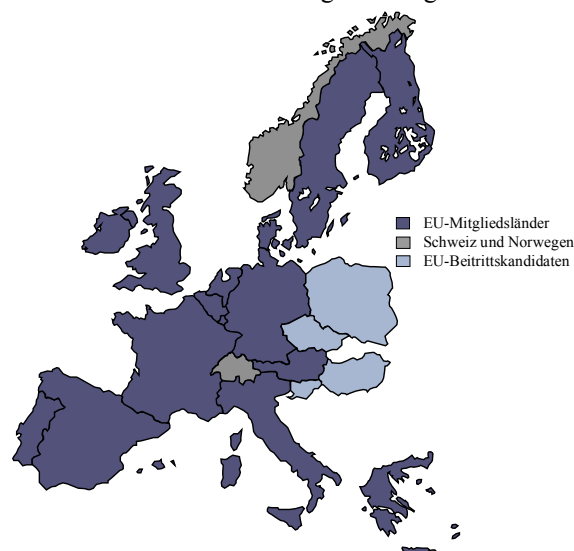 EU-Mitgliedsländer
Schweiz und Norwegen
EU-Beitrittskandidaten